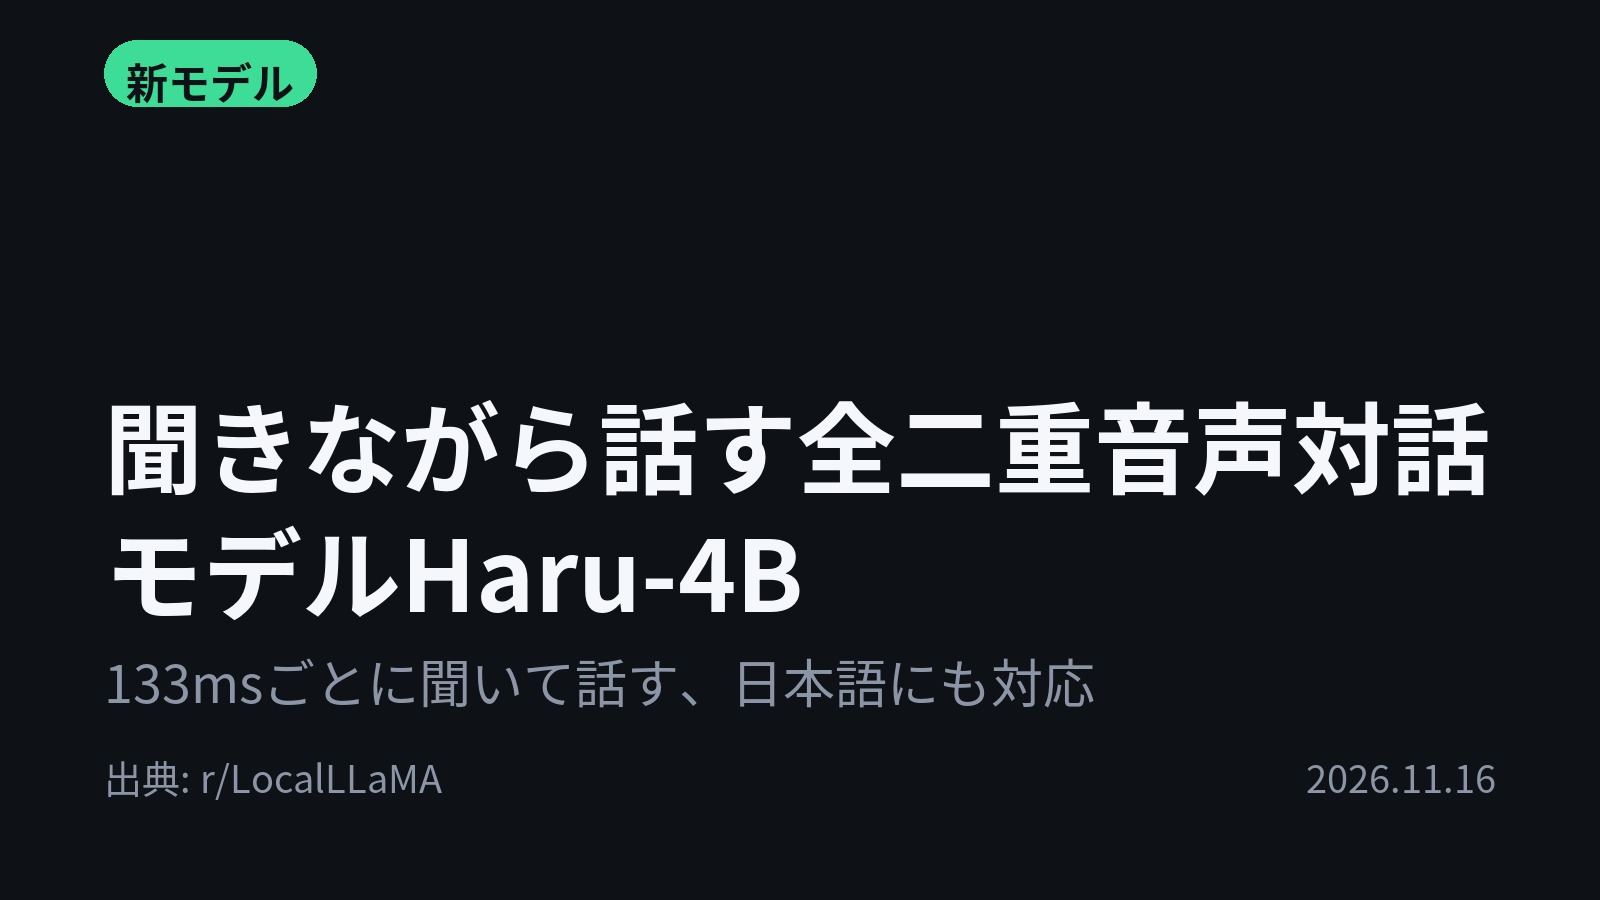 新モデル
聞きながら話す全二重音声対話
モデルHaru-4B
133msごとに聞いて話す、日本語にも対応
出典: r/LocalLLaMA
2026.11.16